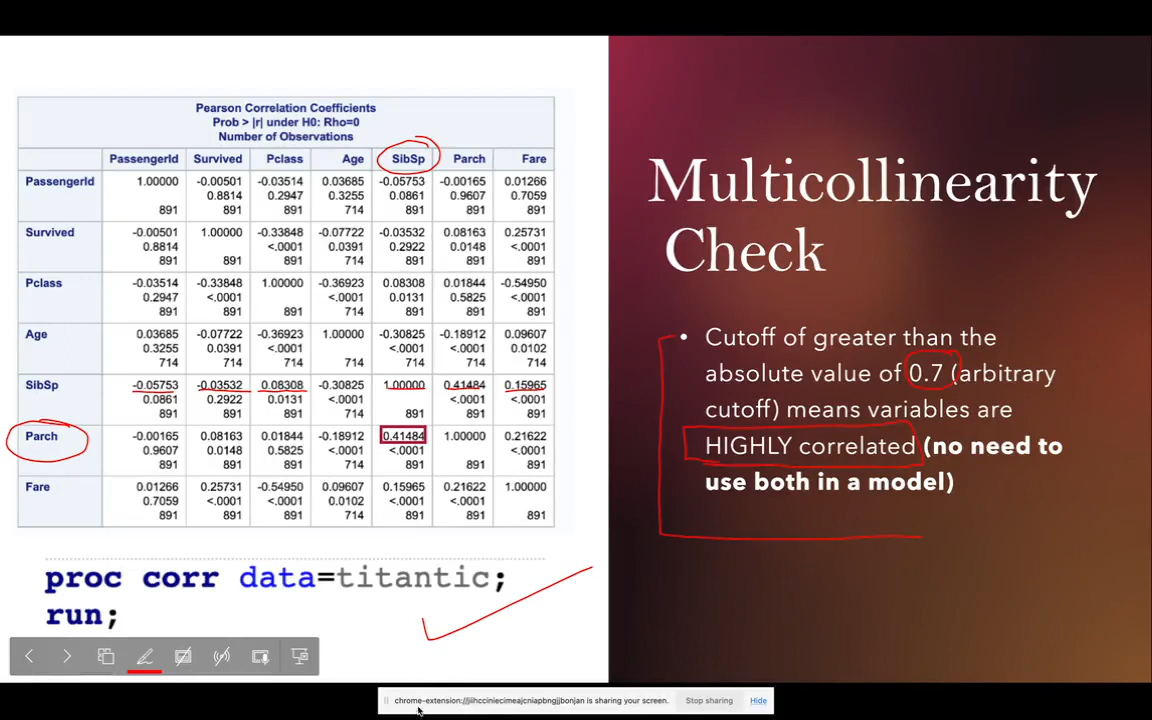 Pearson Correlation Coefficients
Prob > |r| under H0: Rho=0
Number of Observations
PassengerId Survived Pclass Age SibSp Parch Fare
PassengerId 1.00000 -0.00501 -0.03514 0.03685 -0.05753 -0.00165 0.01266
0.8814 0.2947 0.3255 0.0861 0.9607 0.7059
891 891 891 714 891 891 891
Survived -0.00501 1.00000 -0.33848 -0.07722 -0.03532 0.08163 0.25731
0.8814 <.0001 0.0391 0.2922 0.0148 <.0001
891 891 891 714 891 891 891
Pclass -0.03514 -0.33848 1.00000 -0.36923 0.08308 0.01844 -0.54950
0.2947 <.0001 <.0001 0.0131 0.5825 <.0001
891 891 891 714 891 891 891
Age 0.03685 -0.07722 -0.36923 1.00000 -0.30825 -0.18912 0.09607
0.3255 0.0391 <.0001 <.0001 <.0001 0.0102
714 714 714 714 714 714 714
SibSp -0.05753 -0.03532 0.08308 -0.30825 1.00000 0.41484 0.15965
0.0861 0.2922 0.0131 <.0001 <.0001 <.0001
891 891 891 714 891 891 891
Parch -0.00165 0.08163 0.01844 -0.18912 0.41484 1.00000 0.21622
0.9607 0.0148 0.5825 <.0001 <.0001 <.0001
891 891 891 714 891 891 891
Fare 0.01266 0.25731 -0.54950 0.09607 0.15965 0.21622 1.00000
0.7059 <.0001 <.0001 0.0102 <.0001 <.0001
891 891 891 714 891 891 891
proc corr data=titantic;
run;
Multicollinearity
Check
• Cutoff of greater than the
absolute value of 0.7 (arbitrary
cutoff) means variables are
HIGHLY correlated (no need to
use both in a model)
Stop sharing
Hide